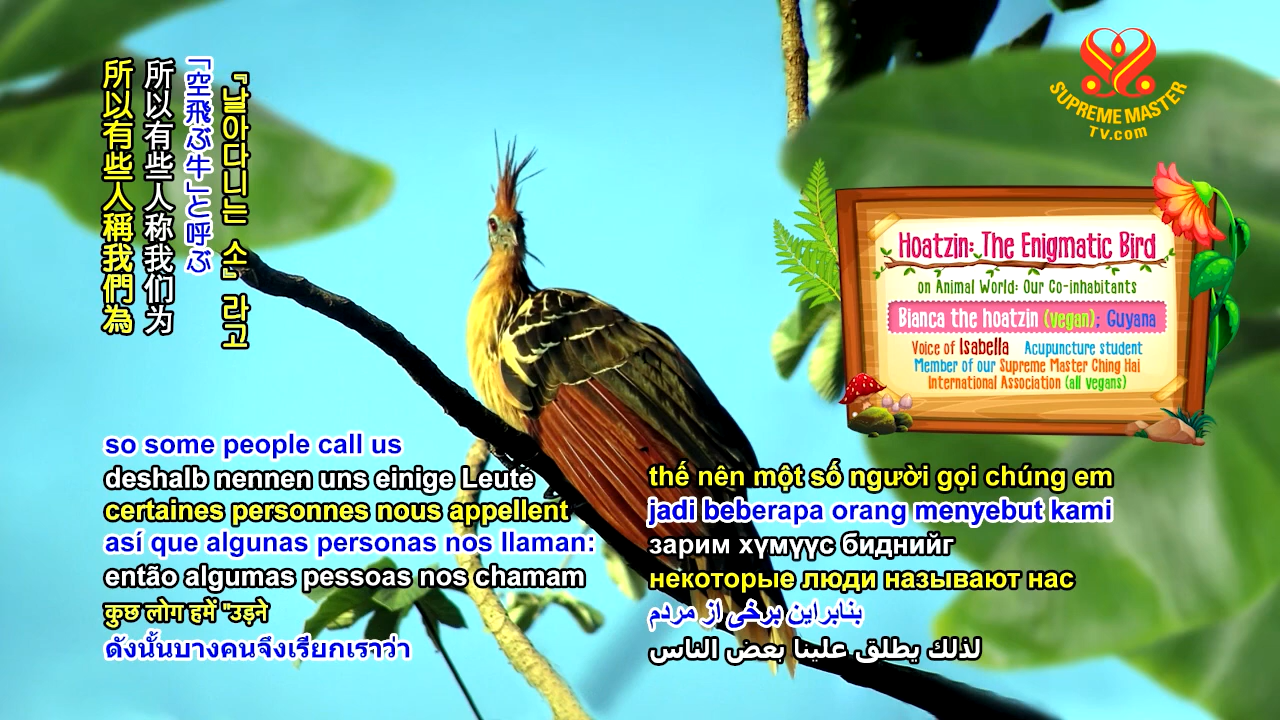 所以有些人稱我們為
所以有些人称我们为
「空飛ぶ牛」と呼ぶ
『날아다니는 소』라고
SUPREME MASTER
TV.com
Hoatzin: The Enigmatic Bird
on Animal World: Our Co-inhabitants
Bianca the hoatzin (vegan); Guyana
Voice of Isabella Acupuncture student
Member of our Supreme Master Ching Hai
International Association (all vegans)
so some people call us
deshalb nennen uns einige Leute
certaines personnes nous appellent
así que algunas personas nos llaman:
então algumas pessoas nos chamam
कुछ लोग हमें "उड़ने
ดังนั้นบางคนจึงเรียกเราว่า
thế nên một số người gọi chúng em
jadi beberapa orang menyebut kami
зарим хүмүүс биднийг
некоторые люди называют нас
بنابراین برخی از مردم
لذلك يطلق علينا بعض الناس